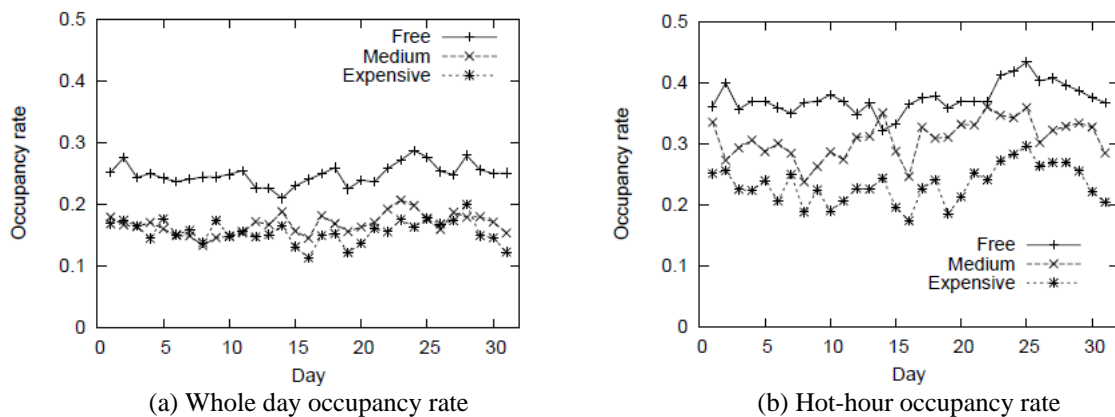 0.5
0.4
0.3
0.2
0.1
0
Occupancy rate
Free
Medium
Expensive
0 5 10 15 20 25 30
Day
(a) Whole day occupancy rate
0.5
0.4
0.3
0.2
0.1
0
Occupancy rate
Free
Medium
Expensive
0 5 10 15 20 25 30
Day
(b) Hot-hour occupancy rate